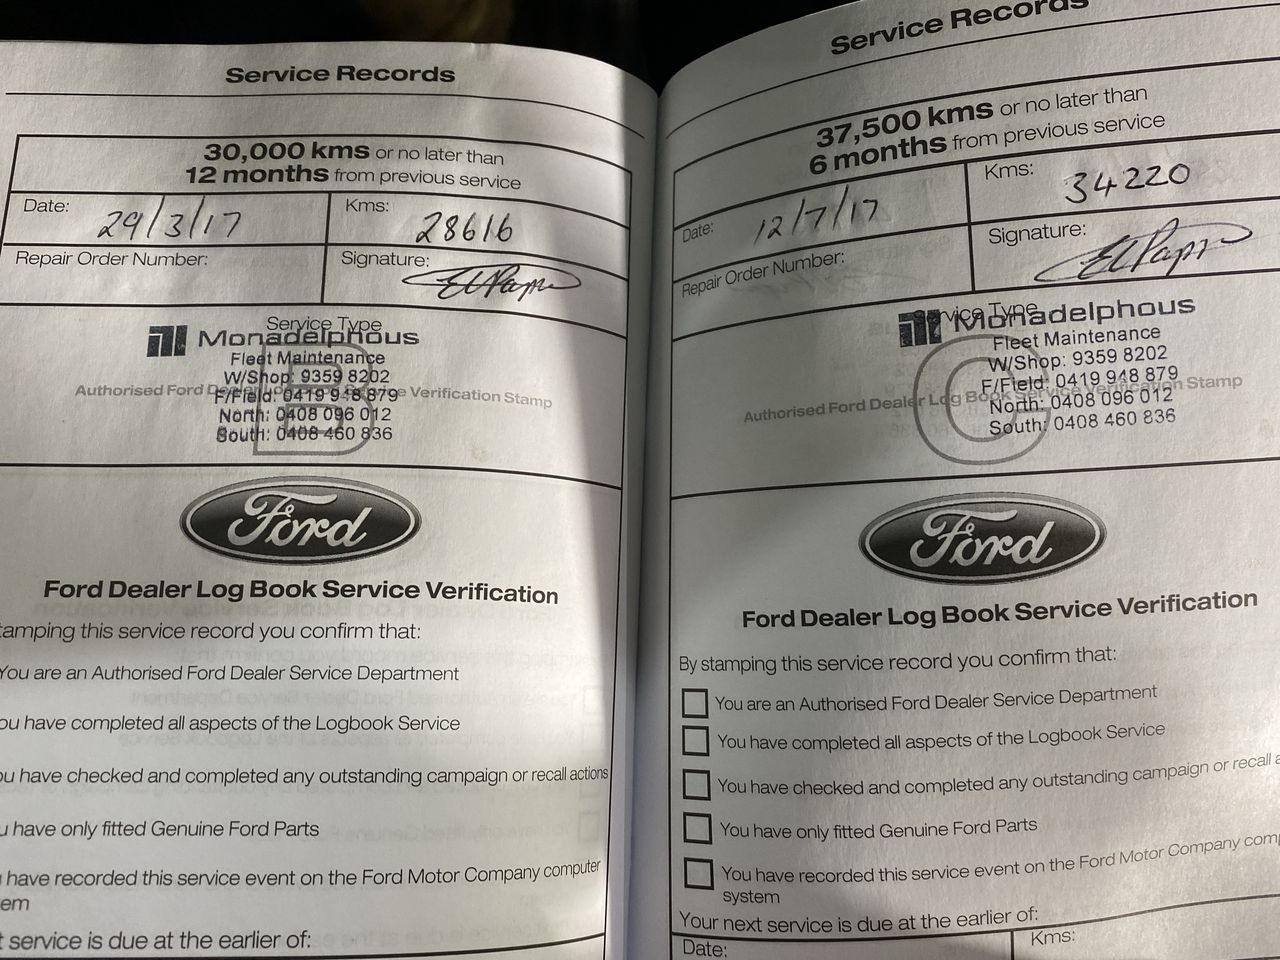 Service Records
30,000 kms or no later than
12 months from previous service
Date: 29/3/17
Kms: 28616
Repair Order Number:
Signature:
Service Type
Monadelphous
Fleet Maintenance
W/Shop: 9359 8202
Authorised Ford Dealer Log Book Service Verification Stamp
F/Field: 0419 948 879
North: 0408 096 012
South: 0408 460 836
B
Ford
Ford Dealer Log Book Service Verification
tamping this service record you confirm that:
You are an Authorised Ford Dealer Service Department
ou have completed all aspects of the Logbook Service
ou have checked and completed any outstanding campaign or recall actions
u have only fitted Genuine Ford Parts
have recorded this service event on the Ford Motor Company computer
em
t service is due at the earlier of:
Service Records
37,500 kms or no later than
6 months from previous service
Date: 12/7/17
Kms: 34220
Repair Order Number:
Signature:
Service Type
Monadelphous
Fleet Maintenance
W/Shop: 9359 8202
F/Field: 0419 948 879
Authorised Ford Dealer Log Book Service Verification Stamp
North: 0408 096 012
South: 0408 460 836
C
Ford
Ford Dealer Log Book Service Verification
By stamping this service record you confirm that:
You are an Authorised Ford Dealer Service Department
You have completed all aspects of the Logbook Service
You have checked and completed any outstanding campaign or recall a
You have only fitted Genuine Ford Parts
You have recorded this service event on the Ford Motor Company comp
system
Your next service is due at the earlier of:
Date:
Kms: